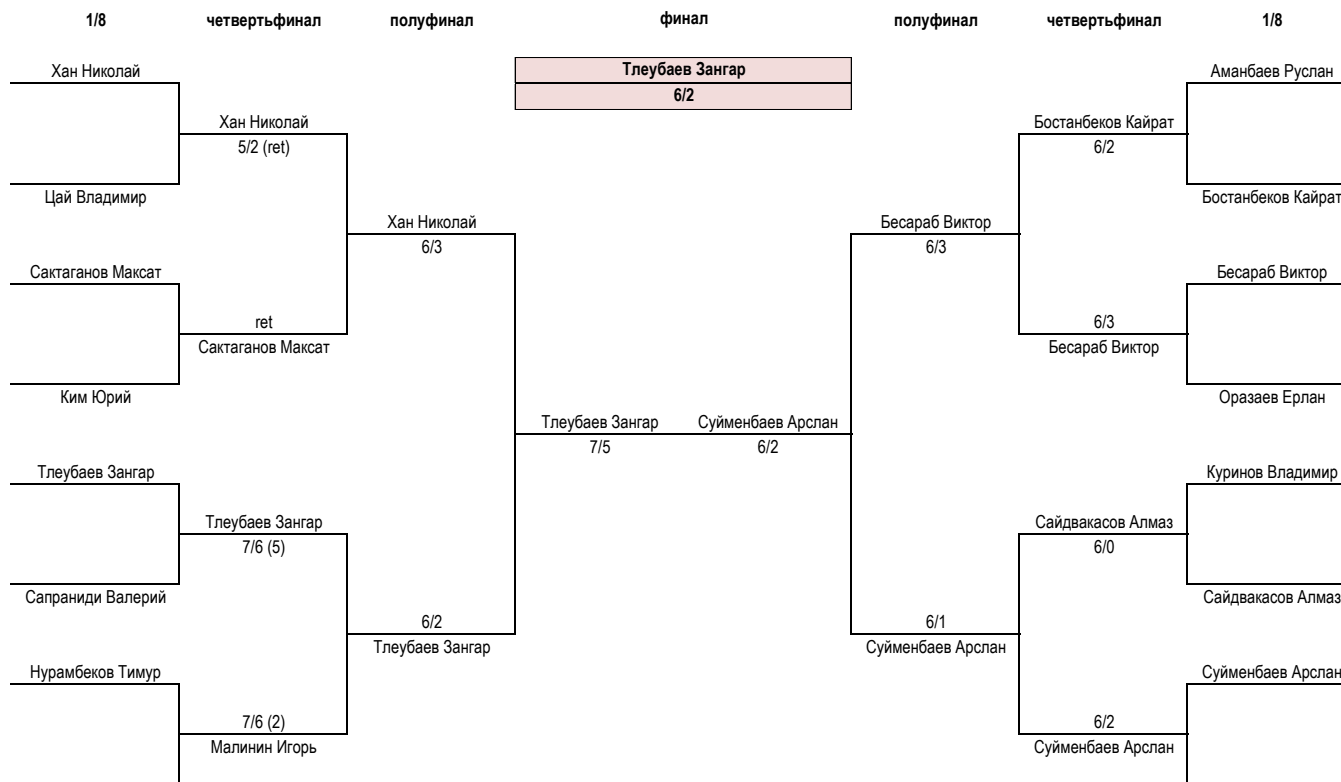 1/8 четвертьфинал полуфинал финал полуфинал четвертьфинал 1/8
Хан Николай Тлеубаев Зангар Аманбаев Руслан
6/2
Хан Николай Бостанбеков Кайрат
5/2 (ret) 6/2
Цай Владимир Бостанбеков Кайрат
Хан Николай Бесараб Виктор
6/3 6/3
Сактаганов Максат Бесараб Виктор
ret 6/3
Сактаганов Максат Бесараб Виктор
Ким Юрий Оразаев Ерлан
Тлеубаев Зангар Суйменбаев Арслан
7/5 6/2
Тлеубаев Зангар Куринов Владимир
Тлеубаев Зангар Сайдвакасов Алмаз
7/6 (5) 6/0
Сапраниди Валерий Сайдвакасов Алмаз
6/2 6/1
Тлеубаев Зангар Суйменбаев Арслан
Нурамбеков Тимур Суйменбаев Арслан
7/6 (2) 6/2
Малинин Игорь Суйменбаев Арслан